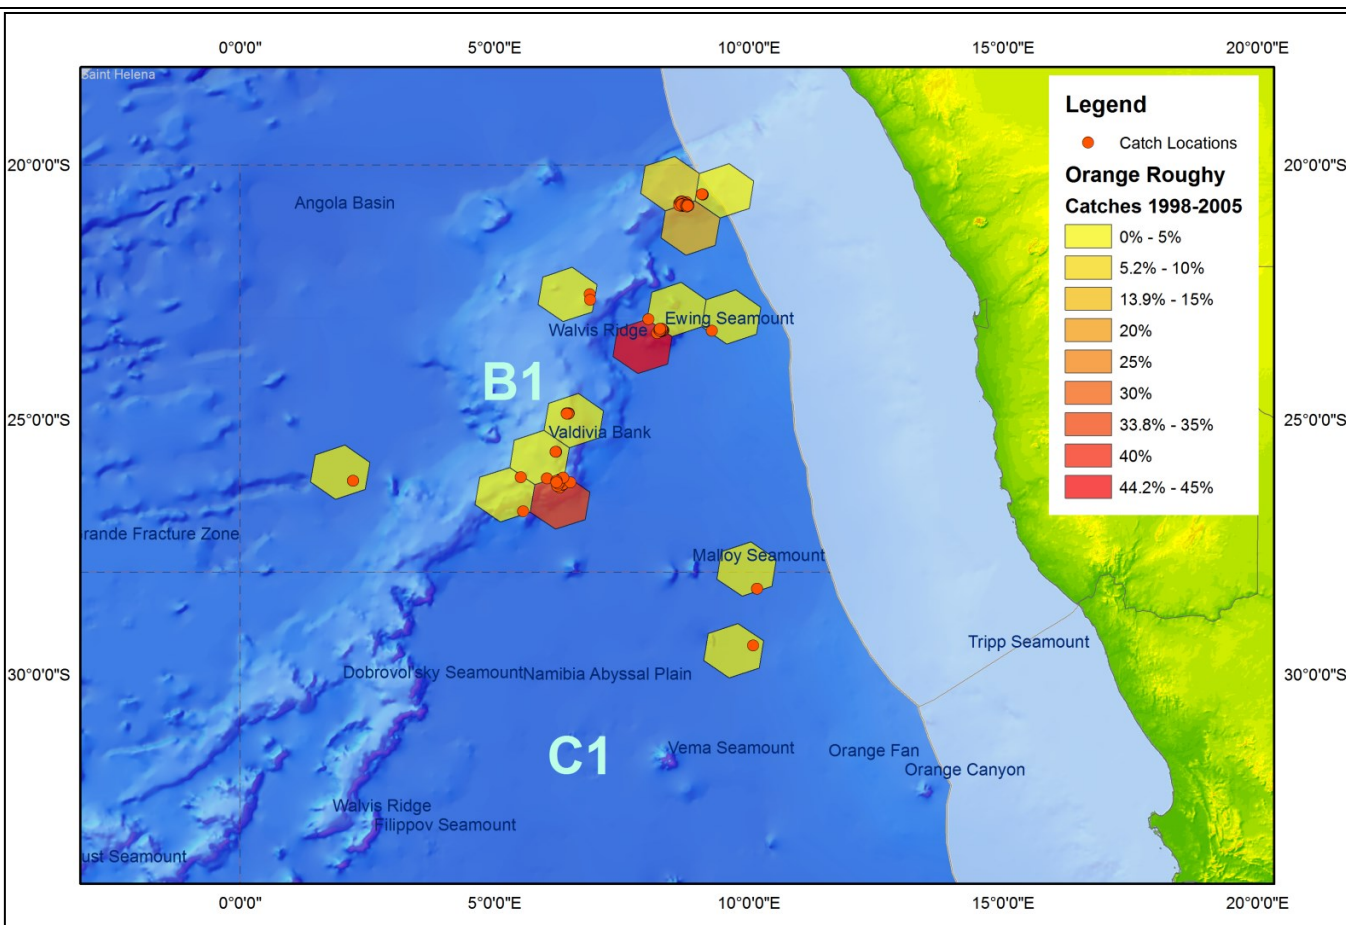 0°0'0" 5°0'0"E 10°0'0"E 15°0'0"E 20°0'0"E
Saint Helena
Legend
Catch Locations
Orange Roughy
Catches 1998-2005
0% - 5%
5.2% - 10%
13.9% - 15%
20%
25%
30%
33.8% - 35%
40%
44.2% - 45%
20°0'0"S 20°0'0"S
Angola Basin
Ewing Seamount
Walvis Ridge
B1
25°0'0"S 25°0'0"S
Valdivia Bank
rande Fracture Zone
Malloy Seamount
Tripp Seamount
30°0'0"S 30°0'0"S
Dobrovol'sky Seamount Namibia Abyssal Plain
C1
Vema Seamount
Orange Fan
Orange Canyon
Walvis Ridge
Filippov Seamount
ust Seamount
0°0'0" 5°0'0"E 10°0'0"E 15°0'0"E 20°0'0"E